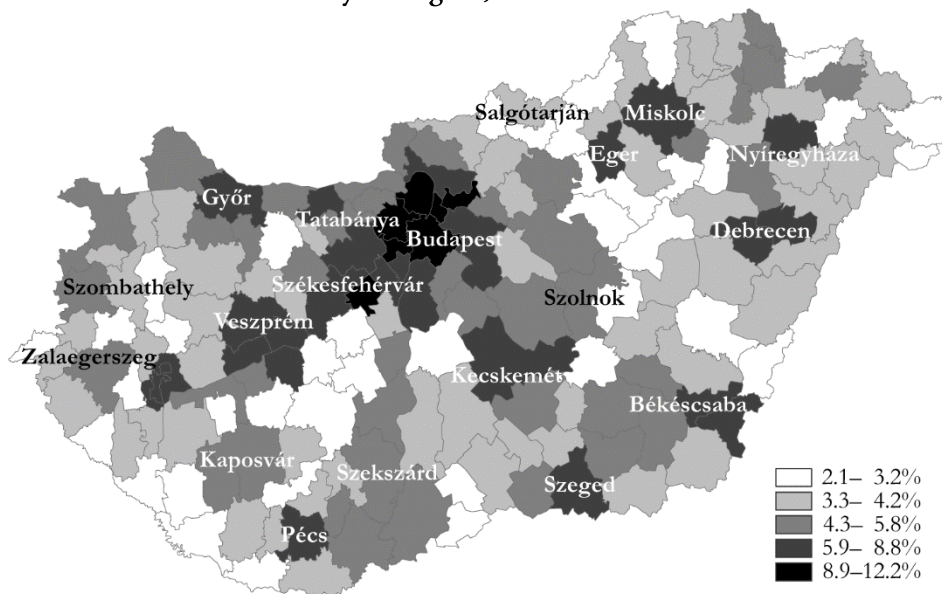 Salgótarján
Miskolc
Eger
Nyíregyháza
Győr
Tatabánya
Budapest
Debrecen
Szombathely
Székesfehérvár
Szolnok
Veszprém
Zalaegerszeg
Kecskemét
Békéscsaba
Kaposvár
Szekszárd
Szeged
Pécs
2.1– 3.2%
3.3– 4.2%
4.3– 5.8%
5.9– 8.8%
8.9–12.2%